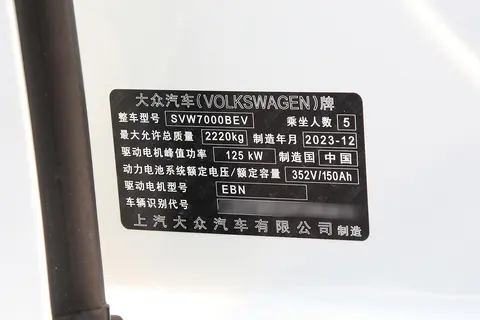 大众汽车(VOLKSWAGEN)牌
整车型号 SVW7000BEV 乘坐人数 5
最大允许总质量 2220kg 制造年月 2023-12
驱动电机峰值功率 125 kW 制造国 中国
动力电池系统额定电压/额定容量 352V/150Ah
驱动电机型号 EBN
车辆识别代号
上汽大众汽车有限公司 制造